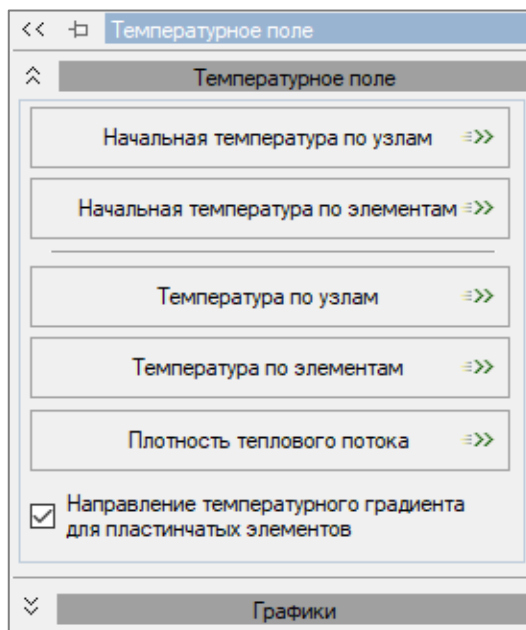 Температурное поле
Температурное поле
Начальная температура по узлам
Начальная температура по элементам
Температура по узлам
Температура по элементам
Плотность теплового потока
Направление температурного градиента
для пластинчатых элементов
Графики